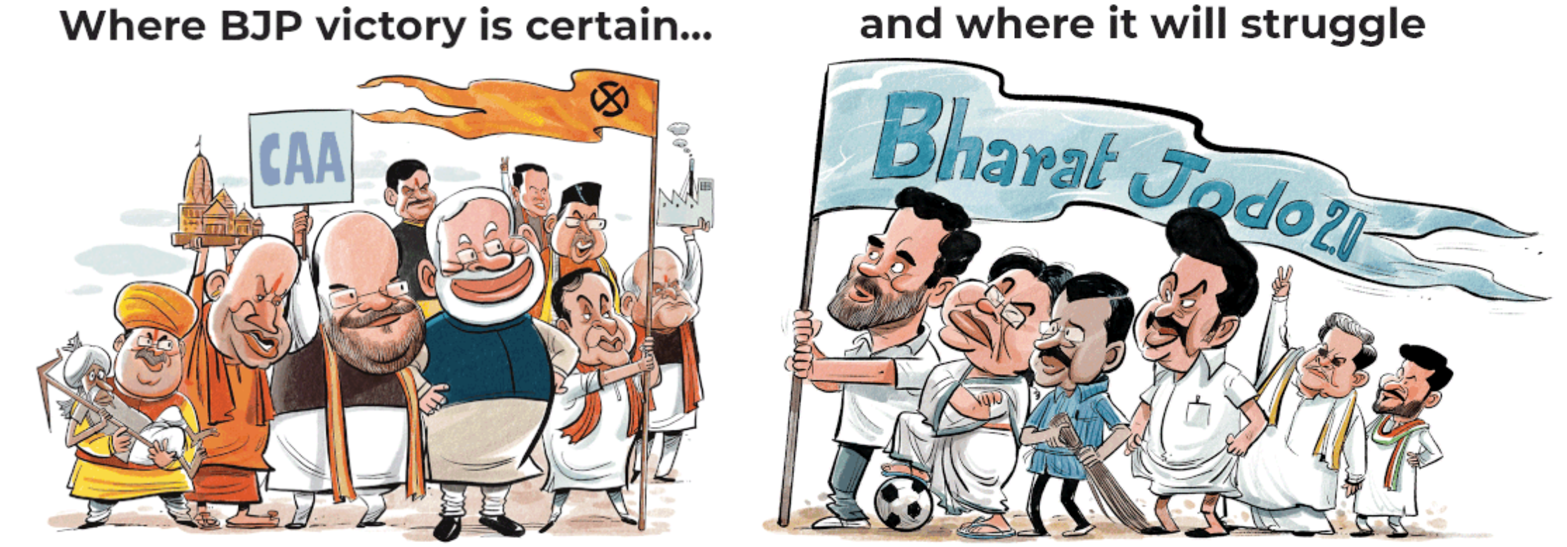 Where BJP victory is certain...
and where it will struggle
CAA
Bharat Jodo 2.0